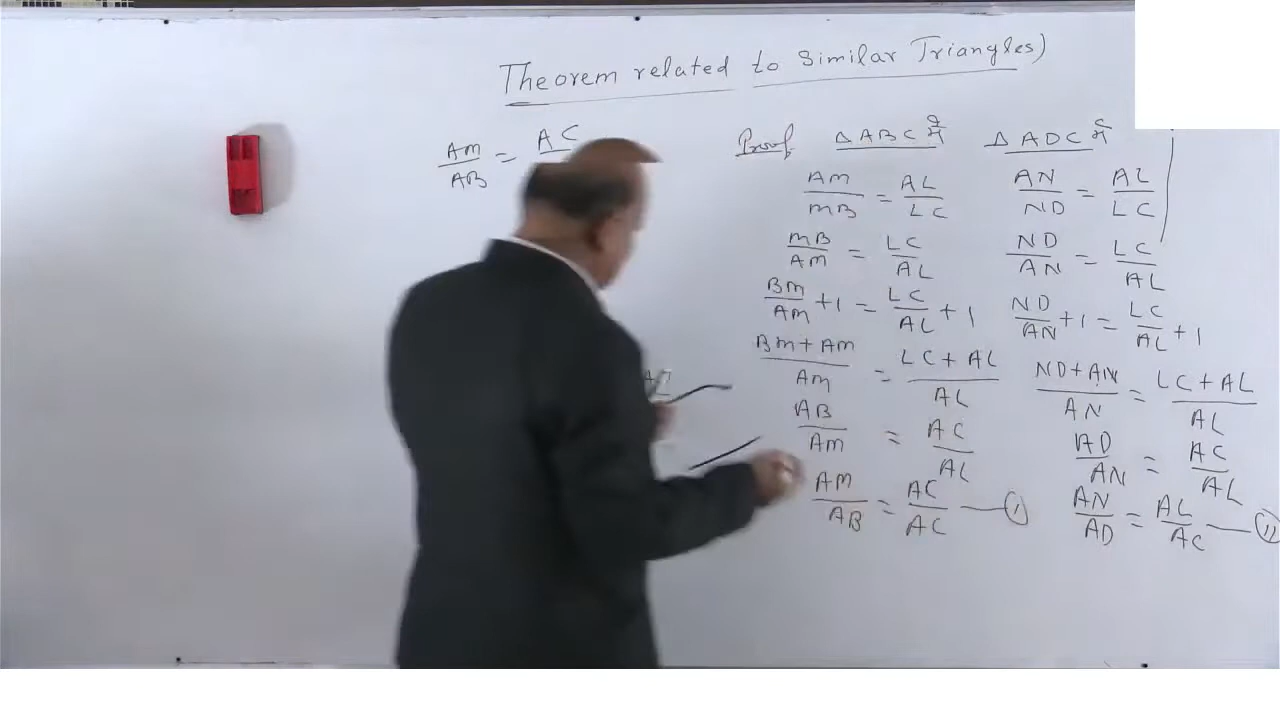 Theorem related to Similar Triangles)
AM/AB = AC
Proof ΔABC में ΔADC में
AM/MB = AL/LC AN/ND = AL/LC
MB/AM = LC/AL ND/AN = LC/AL
BM/AM + 1 = LC/AL + 1 ND/AN + 1 = LC/AL + 1
BM + AM/AM = LC + AL/AL ND + AN/AN = LC + AL/AL
AB/AM = AC/AL AD/AN = AC/AL
AM/AB = AC/AC — (i) AN/AD = AL/AC — (ii)